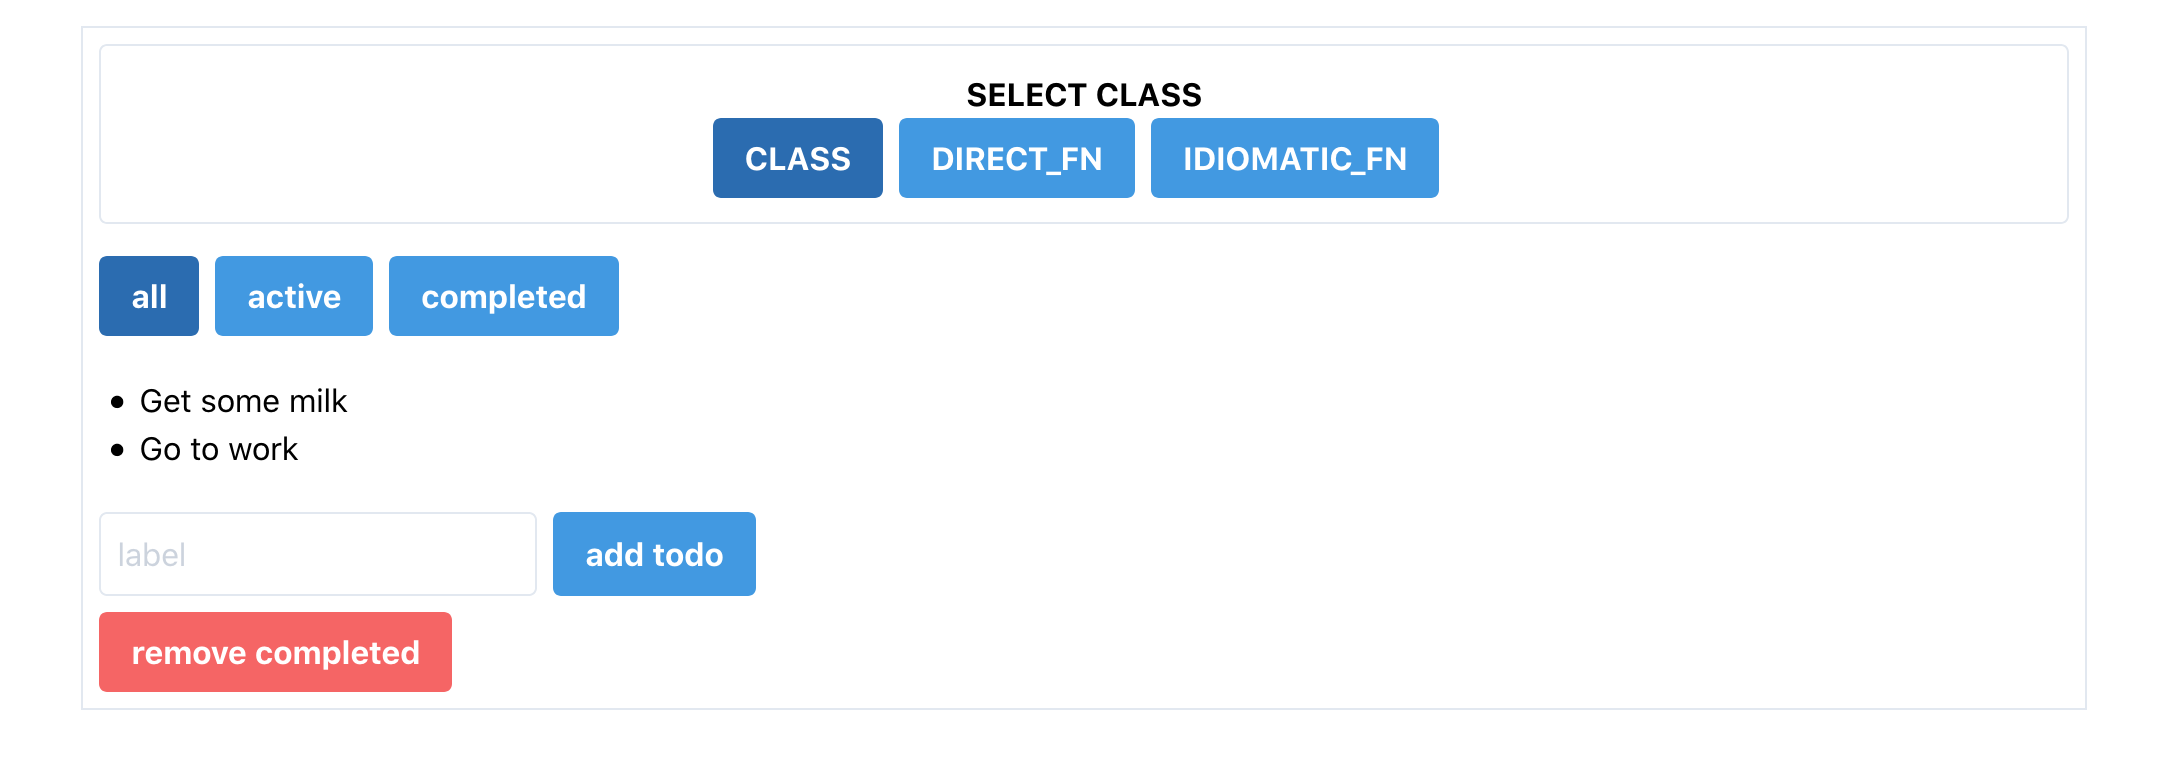 SELECT CLASS
CLASS DIRECT_FN IDIOMATIC_FN
all active completed
Get some milk
Go to work
label add todo
remove completed